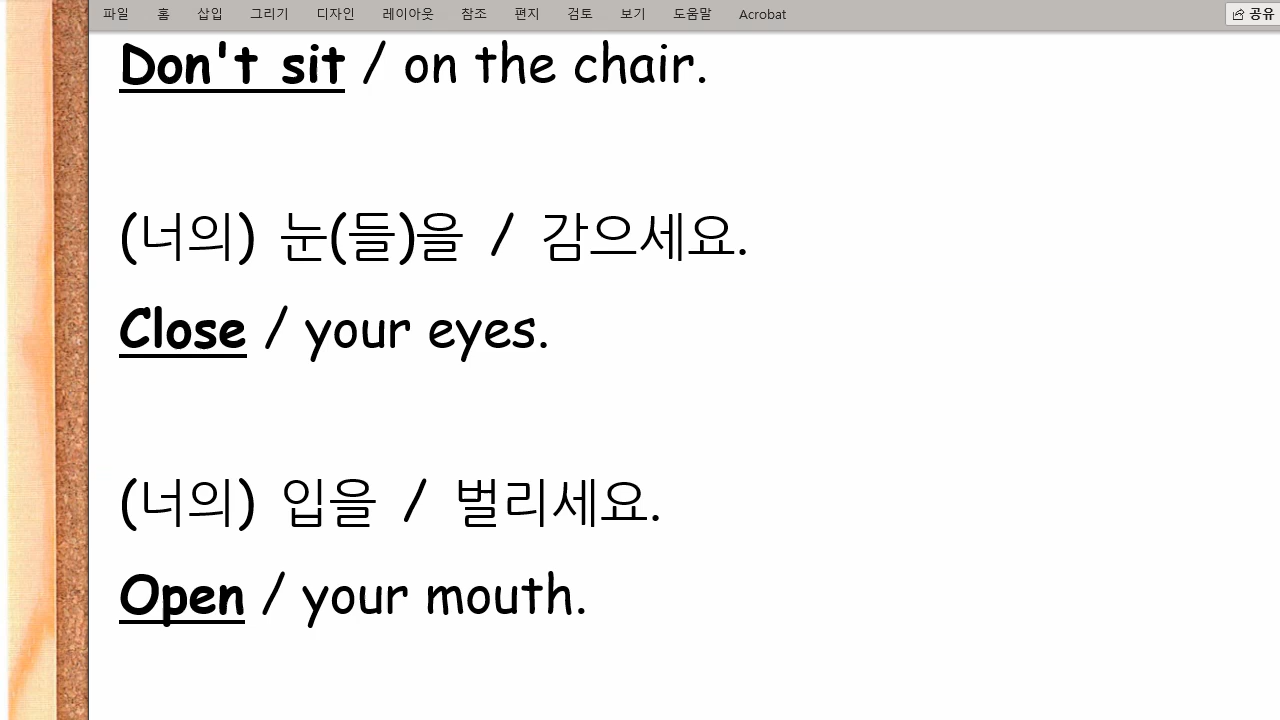 파일 홈 삽입 그리기 디자인 레이아웃 참조 편지 검토 보기 도움말 Acrobat 공유
Don't sit / on the chair.
(너의) 눈(들)을 / 감으세요.
Close / your eyes.
(너의) 입을 / 벌리세요.
Open / your mouth.